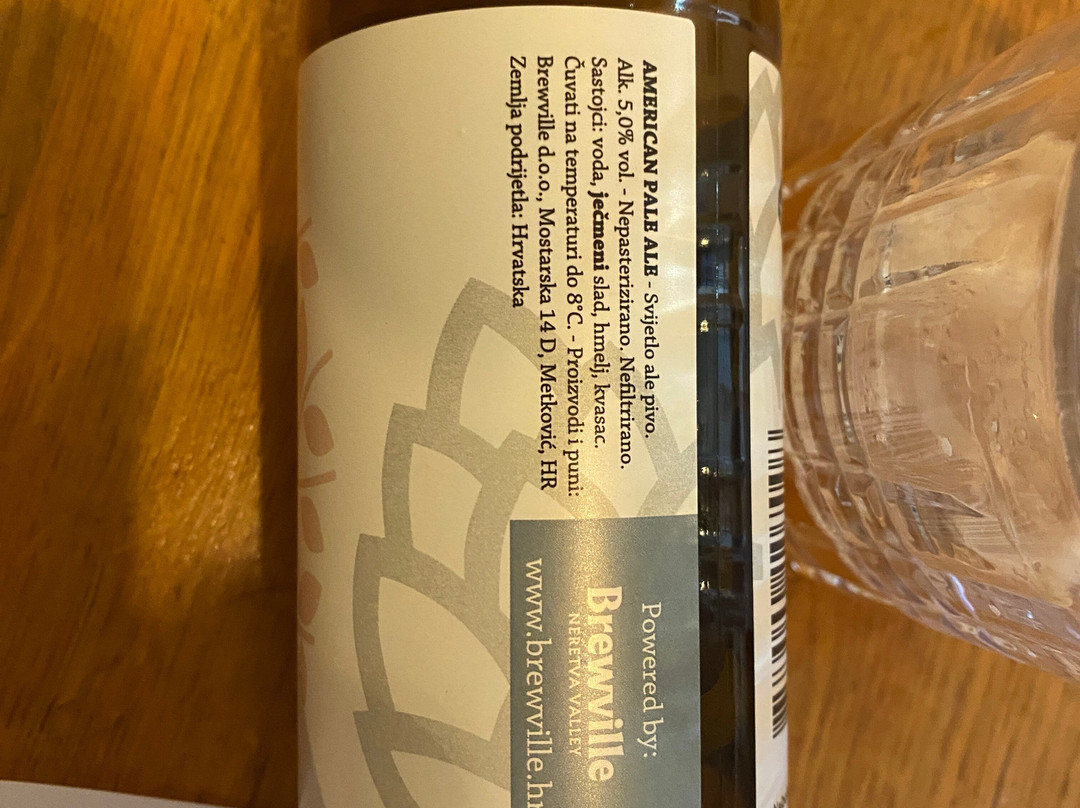 AMERICAN PALE ALE - Svijetlo ale pivo.
Alk. 5,0% vol. - Nepasterizirano. Nefiltrirano.
Sastojci: voda, ječmeni slad, hmelj, kvasac.
Čuvati na temperaturi do 8°C. - Proizvodi i puni:
Brewville d.o.o., Mostarska 14 D, Metković, HR
Zemlja podrijetla: Hrvatska
Powered by:
Brewville
NERETVA VALLEY
www.brewville.hr